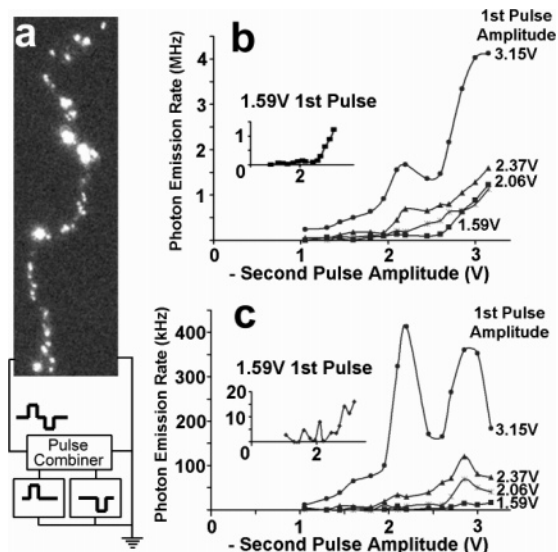 a
Pulse
Combiner
b
1st Pulse
Amplitude
Photon Emission Rate (MHz)
4
3
2
1
0
1.59V 1st Pulse
1
0
2
3.15V
2.37V
2.06V
1.59V
0
1
2
3
- Second Pulse Amplitude (V)
c
1st Pulse
Amplitude
Photon Emission Rate (kHz)
400
300
200
100
0
1.59V 1st Pulse
20
10
0
2
3.15V
2.37V
2.06V
1.59V
0
1
2
3
- Second Pulse Amplitude (V)